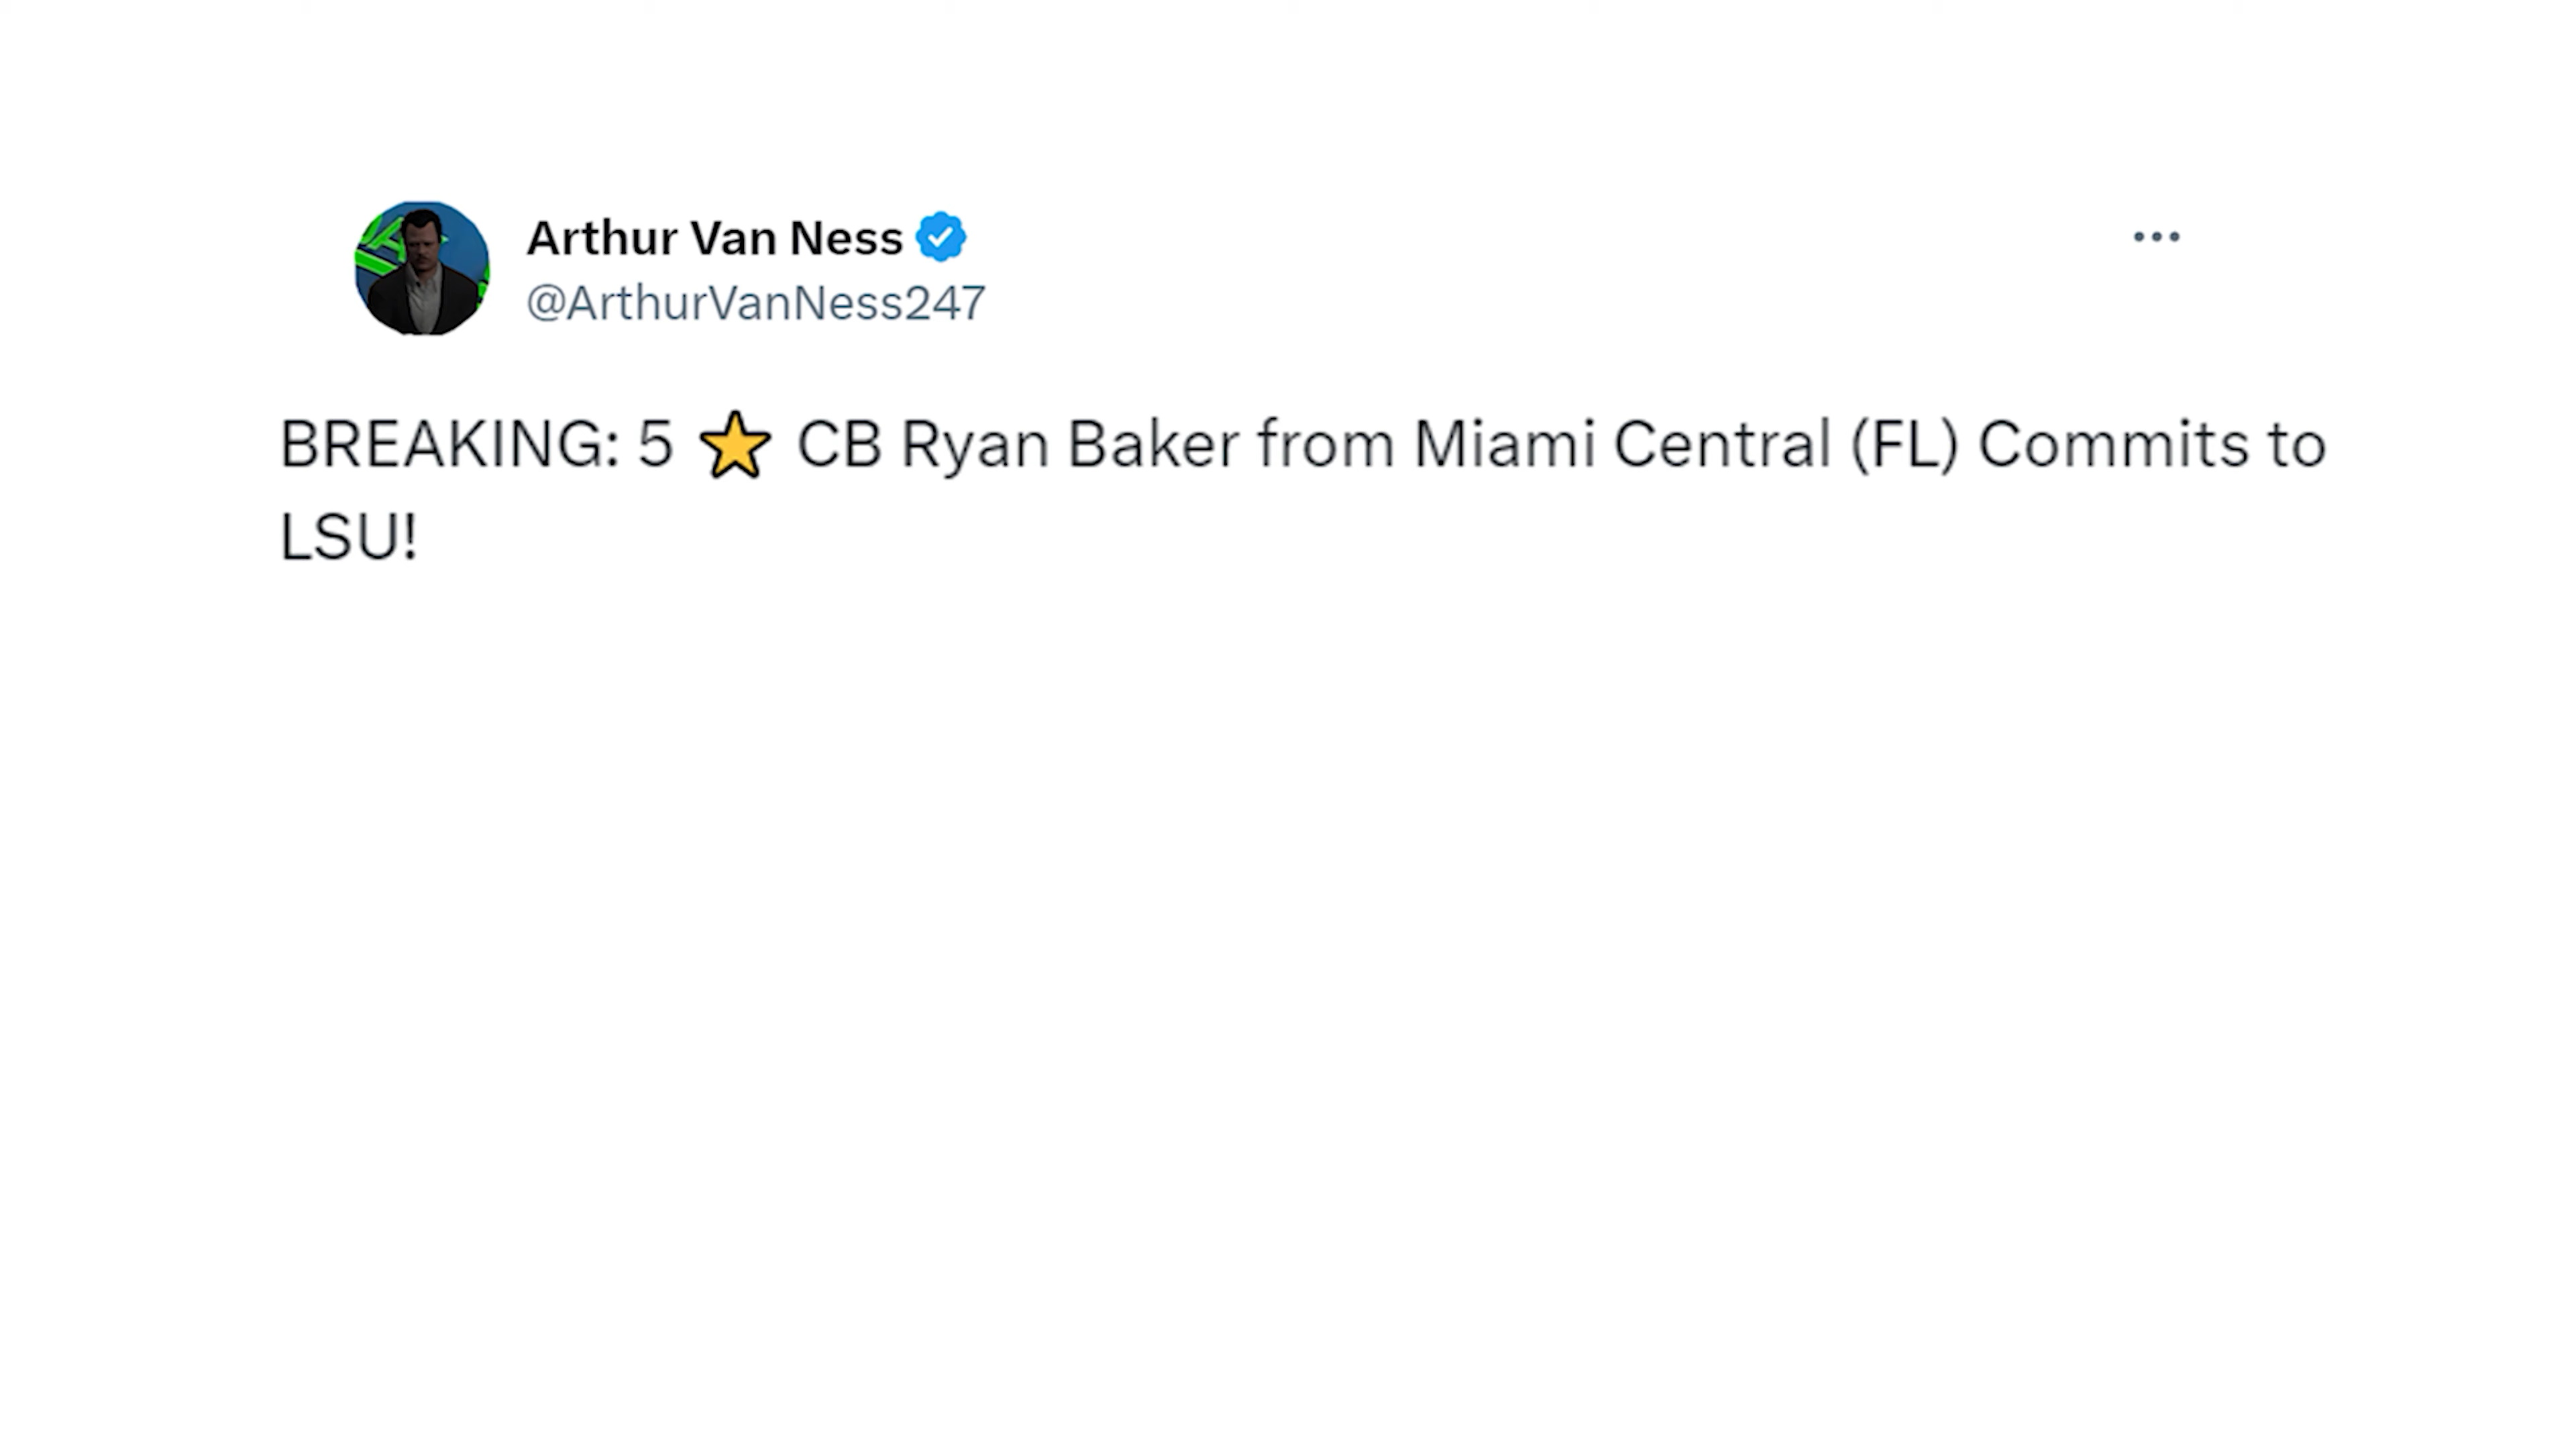 Arthur Van Ness
@ArthurVanNess247
BREAKING: 5 ⭐ CB Ryan Baker from Miami Central (FL) Commits to
LSU!